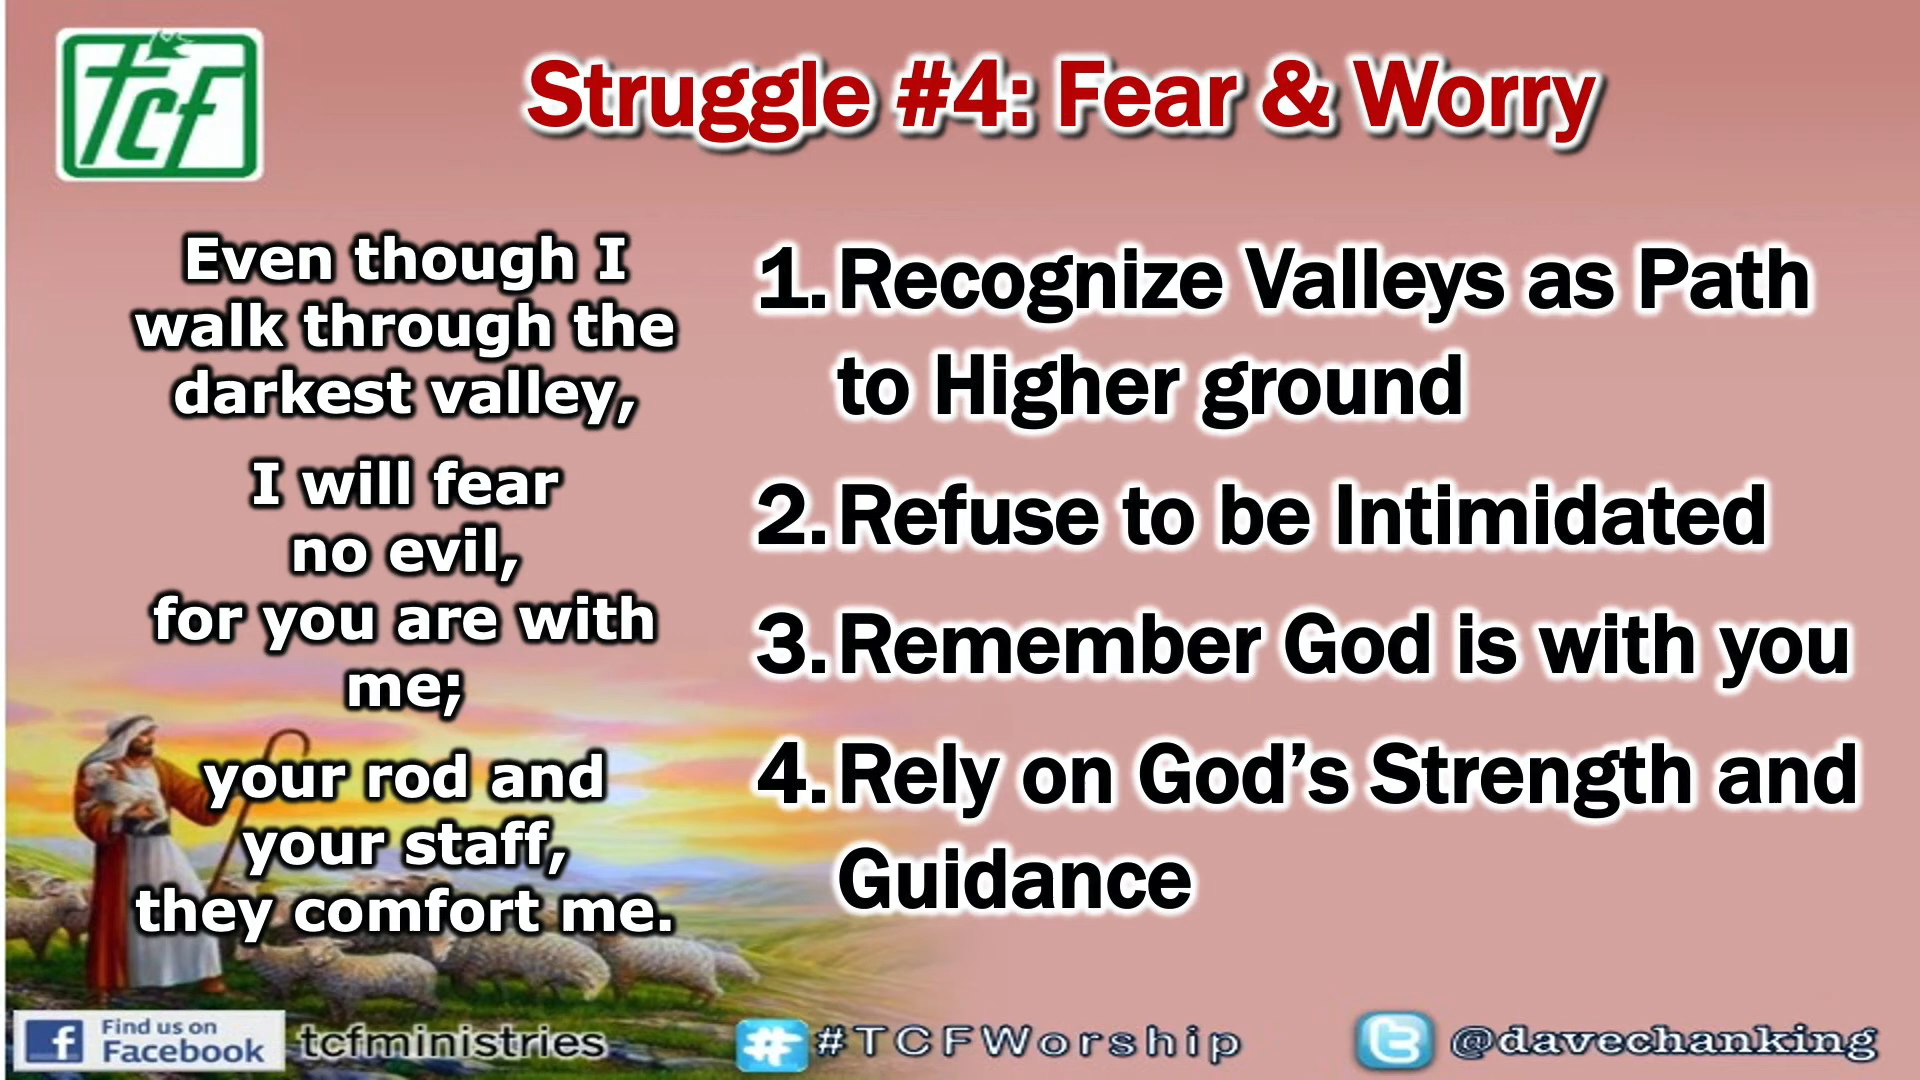 tcf
Struggle #4: Fear & Worry
Even though I
walk through the
darkest valley,
I will fear
no evil,
for you are with
me;
your rod and
your staff,
they comfort me.
1. Recognize Valleys as Path
to Higher ground
2. Refuse to be Intimidated
3. Remember God is with you
4. Rely on God’s Strength and
Guidance
Find us on
Facebook
tcfministries
#TCFWorship
@davechanking